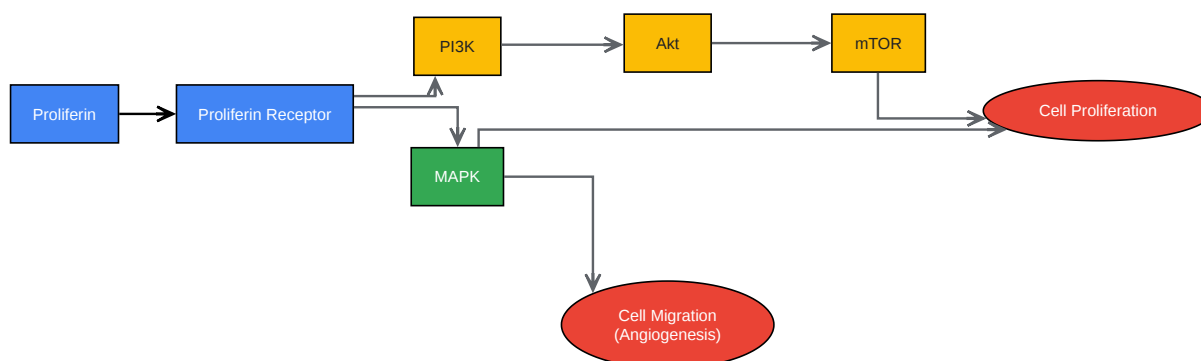 PI3K
Akt
mTOR
Proliferin
Proliferin Receptor
Cell Proliferation
MAPK
Cell Migration
(Angiogenesis)